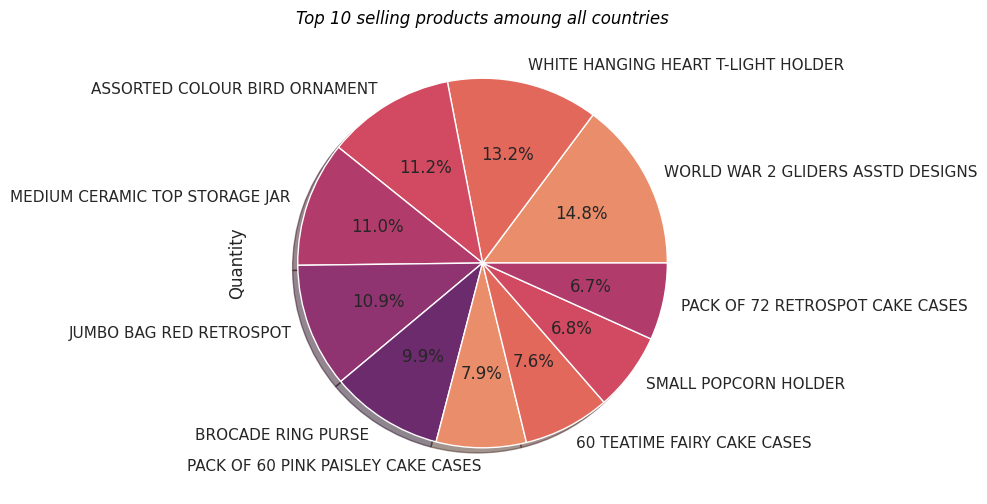 Top 10 selling products amoung all countries
WHITE HANGING HEART T-LIGHT HOLDER
ASSORTED COLOUR BIRD ORNAMENT
13.2%
11.2%
WORLD WAR 2 GLIDERS ASSTD DESIGNS
MEDIUM CERAMIC TOP STORAGE JAR
14.8%
11.0%
Quantity
6.7%
10.9%
PACK OF 72 RETROSPOT CAKE CASES
JUMBO BAG RED RETROSPOT
6.8%
9.9%
7.6%
7.9%
SMALL POPCORN HOLDER
BROCADE RING PURSE
60 TEATIME FAIRY CAKE CASES
PACK OF 60 PINK PAISLEY CAKE CASES